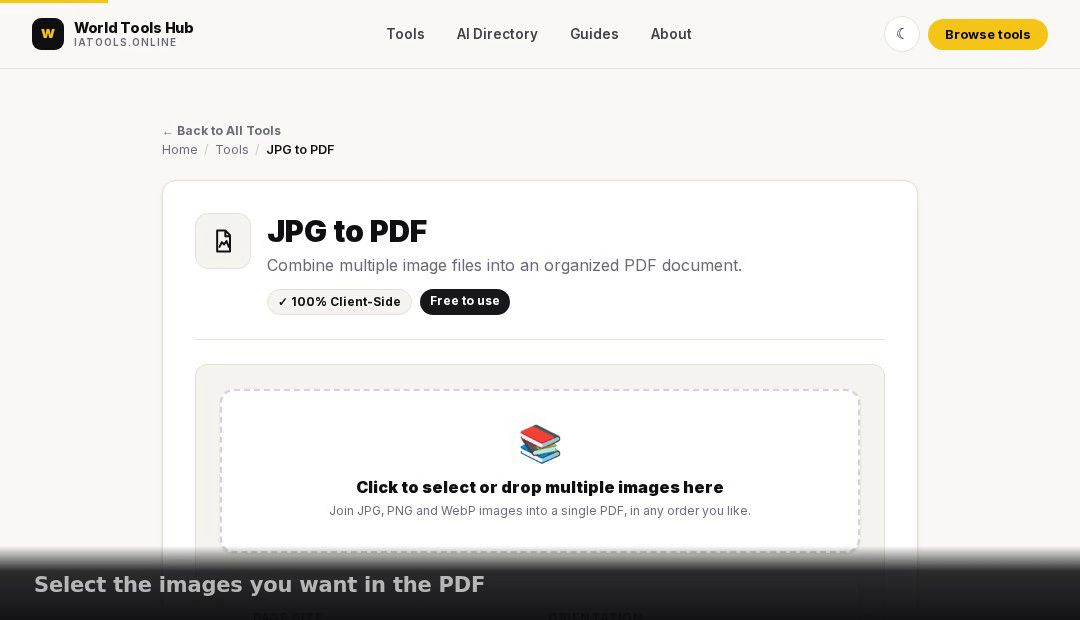 W
World Tools Hub
IATOOLS.ONLINE
Tools
AI Directory
Guides
About
☾
Browse tools
← Back to All Tools
Home / Tools / JPG to PDF
JPG to PDF
Combine multiple image files into an organized PDF document.
✓ 100% Client-Side
Free to use
Click to select or drop multiple images here
Join JPG, PNG and WebP images into a single PDF, in any order you like.
Select the images you want in the PDF
PAGE SIZE
ORIENTATION